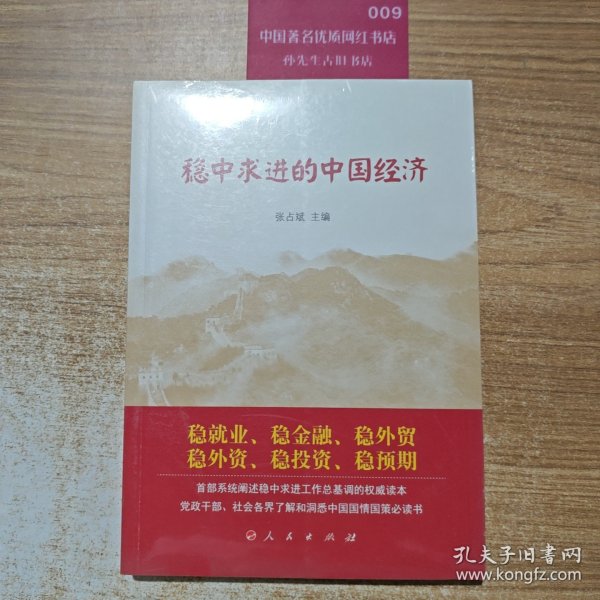 009
中国著名优质网红书店
孙先生古旧书店
稳中求进的中国经济
张占斌 主编
稳就业、稳金融、稳外贸
稳外资、稳投资、稳预期
首部系统阐述稳中求进工作总基调的权威读本
党政干部、社会各界了解和洞悉中国国情国策必读书
人民出版社
孔夫子旧书网
www.kongfz.com